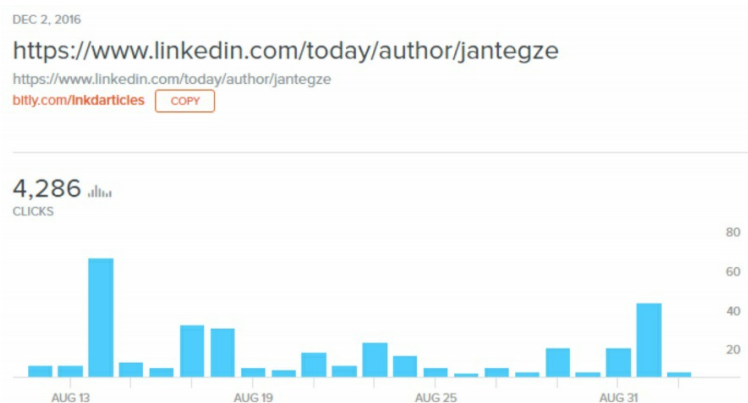 DEC 2, 2016
https://www.linkedin.com/today/author/jantegze
https://www.linkedin.com/today/author/jantegze
bitly.com/Inkdarticles COPY
4,286
CLICKS
80
60
40
20
AUG 13 AUG 19 AUG 25 AUG 31